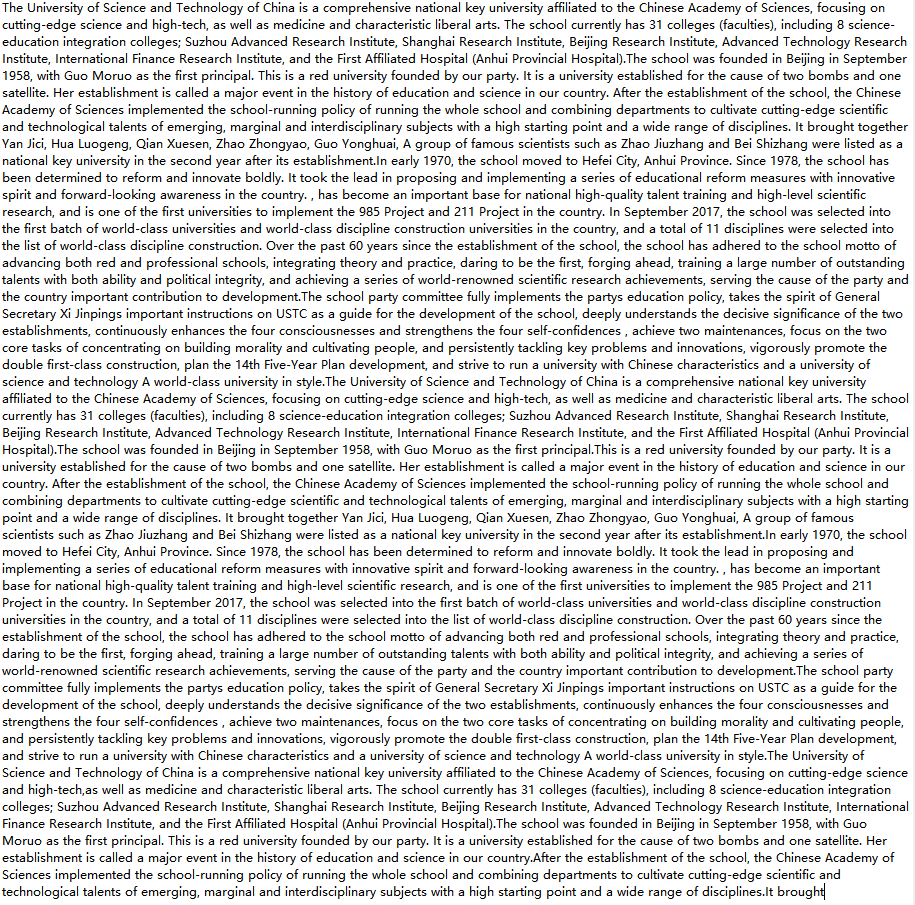 The University of Science and Technology of China is a comprehensive national key university affiliated to the Chinese Academy of Sciences, focusing on
cutting-edge science and high-tech, as well as medicine and characteristic liberal arts. The school currently has 31 colleges (faculties), including 8 science-
education integration colleges; Suzhou Advanced Research Institute, Shanghai Research Institute, Beijing Research Institute, Advanced Technology Research
Institute, International Finance Research Institute, and the First Affiliated Hospital (Anhui Provincial Hospital).The school was founded in Beijing in September
1958, with Guo Moruo as the first principal. This is a red university founded by our party. It is a university established for the cause of two bombs and one
satellite. Her establishment is called a major event in the history of education and science in our country. After the establishment of the school, the Chinese
Academy of Sciences implemented the school-running policy of running the whole school and combining departments to cultivate cutting-edge scientific
and technological talents of emerging, marginal and interdisciplinary subjects with a high starting point and a wide range of disciplines. It brought together
Yan Jici, Hua Luogeng, Qian Xuesen, Zhao Zhongyao, Guo Yonghuai, A group of famous scientists such as Zhao Jiuzhang and Bei Shizhang were listed as a
national key university in the second year after its establishment.In early 1970, the school moved to Hefei City, Anhui Province. Since 1978, the school has
been determined to reform and innovate boldly. It took the lead in proposing and implementing a series of educational reform measures with innovative
spirit and forward-looking awareness in the country. , has become an important base for national high-quality talent training and high-level scientific
research, and is one of the first universities to implement the 985 Project and 211 Project in the country. In September 2017, the school was selected into
the first batch of world-class universities and world-class discipline construction universities in the country, and a total of 11 disciplines were selected into
the list of world-class discipline construction. Over the past 60 years since the establishment of the school, the school has adhered to the school motto of
advancing both red and professional schools, integrating theory and practice, daring to be the first, forging ahead, training a large number of outstanding
talents with both ability and political integrity, and achieving a series of world-renowned scientific research achievements, serving the cause of the party and
the country important contribution to development.The school party committee fully implements the partys education policy, takes the spirit of General
Secretary Xi Jinpings important instructions on USTC as a guide for the development of the school, deeply understands the decisive significance of the two
establishments, continuously enhances the four consciousnesses and strengthens the four self-confidences , achieve two maintenances, focus on the two
core tasks of concentrating on building morality and cultivating people, and persistently tackling key problems and innovations, vigorously promote the
double first-class construction, plan the 14th Five-Year Plan development, and strive to run a university with Chinese characteristics and a university of
science and technology A world-class university in style.The University of Science and Technology of China is a comprehensive national key university
affiliated to the Chinese Academy of Sciences, focusing on cutting-edge science and high-tech, as well as medicine and characteristic liberal arts. The school
currently has 31 colleges (faculties), including 8 science-education integration colleges; Suzhou Advanced Research Institute, Shanghai Research Institute,
Beijing Research Institute, Advanced Technology Research Institute, International Finance Research Institute, and the First Affiliated Hospital (Anhui Provincial
Hospital).The school was founded in Beijing in September 1958, with Guo Moruo as the first principal.This is a red university founded by our party. It is a
university established for the cause of two bombs and one satellite. Her establishment is called a major event in the history of education and science in our
country. After the establishment of the school, the Chinese Academy of Sciences implemented the school-running policy of running the whole school and
combining departments to cultivate cutting-edge scientific and technological talents of emerging, marginal and interdisciplinary subjects with a high starting
point and a wide range of disciplines. It brought together Yan Jici, Hua Luogeng, Qian Xuesen, Zhao Zhongyao, Guo Yonghuai, A group of famous
scientists such as Zhao Jiuzhang and Bei Shizhang were listed as a national key university in the second year after its establishment.In early 1970, the school
moved to Hefei City, Anhui Province. Since 1978, the school has been determined to reform and innovate boldly. It took the lead in proposing and
implementing a series of educational reform measures with innovative spirit and forward-looking awareness in the country. , has become an important
base for national high-quality talent training and high-level scientific research, and is one of the first universities to implement the 985 Project and 211
Project in the country. In September 2017, the school was selected into the first batch of world-class universities and world-class discipline construction
universities in the country, and a total of 11 disciplines were selected into the list of world-class discipline construction. Over the past 60 years since the
establishment of the school, the school has adhered to the school motto of advancing both red and professional schools, integrating theory and practice,
daring to be the first, forging ahead, training a large number of outstanding talents with both ability and political integrity, and achieving a series of
world-renowned scientific research achievements, serving the cause of the party and the country important contribution to development.The school party
committee fully implements the partys education policy, takes the spirit of General Secretary Xi Jinpings important instructions on USTC as a guide for the
development of the school, deeply understands the decisive significance of the two establishments, continuously enhances the four consciousnesses and
strengthens the four self-confidences , achieve two maintenances, focus on the two core tasks of concentrating on building morality and cultivating people,
and persistently tackling key problems and innovations, vigorously promote the double first-class construction, plan the 14th Five-Year Plan development,
and strive to run a university with Chinese characteristics and a university of science and technology A world-class university in style.The University of
Science and Technology of China is a comprehensive national key university affiliated to the Chinese Academy of Sciences, focusing on cutting-edge science
and high-tech,as well as medicine and characteristic liberal arts. The school currently has 31 colleges (faculties), including 8 science-education integration
colleges; Suzhou Advanced Research Institute, Shanghai Research Institute, Beijing Research Institute, Advanced Technology Research Institute, International
Finance Research Institute, and the First Affiliated Hospital (Anhui Provincial Hospital).The school was founded in Beijing in September 1958, with Guo
Moruo as the first principal. This is a red university founded by our party. It is a university established for the cause of two bombs and one satellite. Her
establishment is called a major event in the history of education and science in our country.After the establishment of the school, the Chinese Academy of
Sciences implemented the school-running policy of running the whole school and combining departments to cultivate cutting-edge scientific and
technological talents of emerging, marginal and interdisciplinary subjects with a high starting point and a wide range of disciplines.It brought